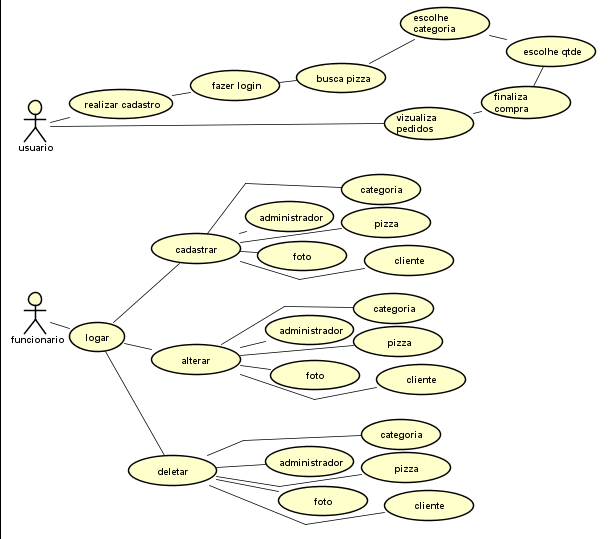 escolhe
categoria
escolhe qtde
busca pizza
fazer login
realizar cadastro
finaliza
compra
vizualiza
pedidos
usuario
categoria
administrador
pizza
cadastrar
foto
cliente
funcionario
logar
categoria
administrador
pizza
alterar
foto
cliente
categoria
administrador
pizza
deletar
foto
cliente